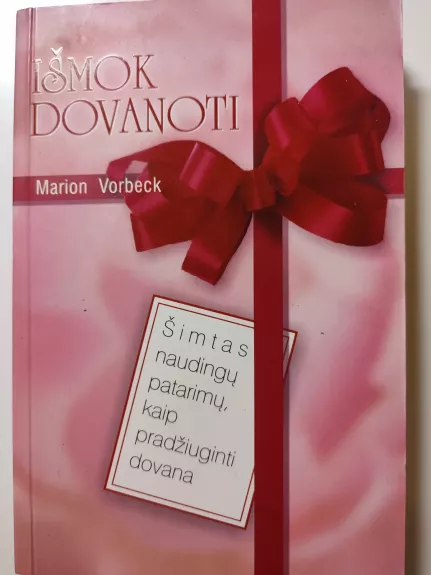 IŠMOK
DOVANOTI
Marion Vorbeck
Šimtas
naudingų
patarimų,
kaip
pradžiuginti
dovana